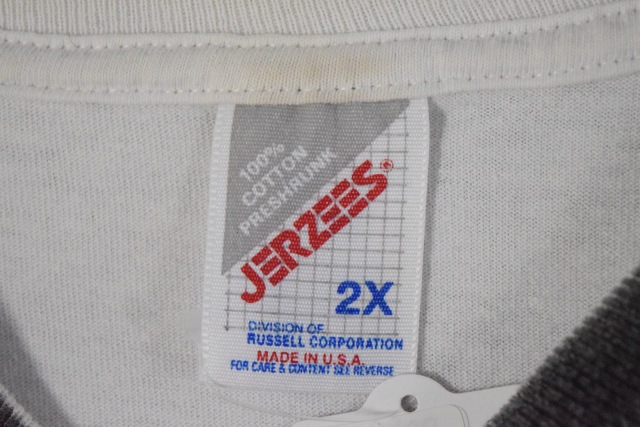 100%
COTTON
PRESHRUNK
JERZEES®
2X
DIVISION OF
RUSSELL CORPORATION
MADE IN U.S.A.
FOR CARE & CONTENT SEE REVERSE